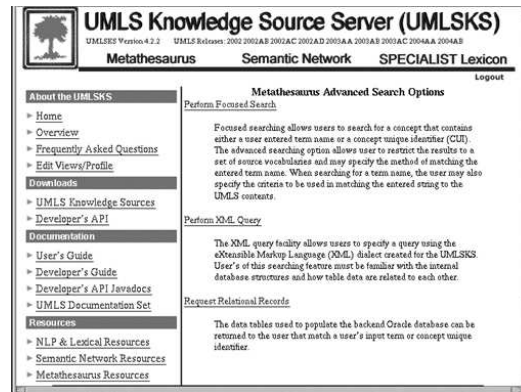 UMLS Knowledge Source Server (UMLSKS)
UMLSKS Version 4.2.2 UMLS Releases: 2002 2002AB 2002AC 2002AD 2003AA 2003AB 2003AC 2004AA 2004AB
Metathesaurus Semantic Network SPECIALIST Lexicon
Logout
About the UMLSKS
Home
Overview
Frequently Asked Questions
Edit Views/Profile
Downloads
UMLS Knowledge Sources
Developer's API
Documentation
User's Guide
Developer's Guide
Developer's API Javadocs
UMLS Documentation Set
Resources
NLP & Lexical Resources
Semantic Network Resources
Metathesaurus Resources
Metathesaurus Advanced Search Options
Perform Focused Search
Focused searching allows users to search for a concept that contains
either a user entered term name or a concept unique identifier (CUI).
The advanced searching option allows user to restrict the results to a
set of source vocabularies and may specify the method of matching the
entered term name. When searching for a term name, the user may also
specify the criteria to be used in matching the entered string to the
UMLS contents.
Perform XML Query
The XML query facility allows users to specify a query using the
eXtensible Markup Language (XML) dialect created for the UMLSKS.
User's of this searching feature must be familiar with the internal
database structures and how table data are related to each other.
Request Relational Records
The data tables used to populate the backend Oracle database can be
returned to the user that match a user's input term or concept unique
identifier.